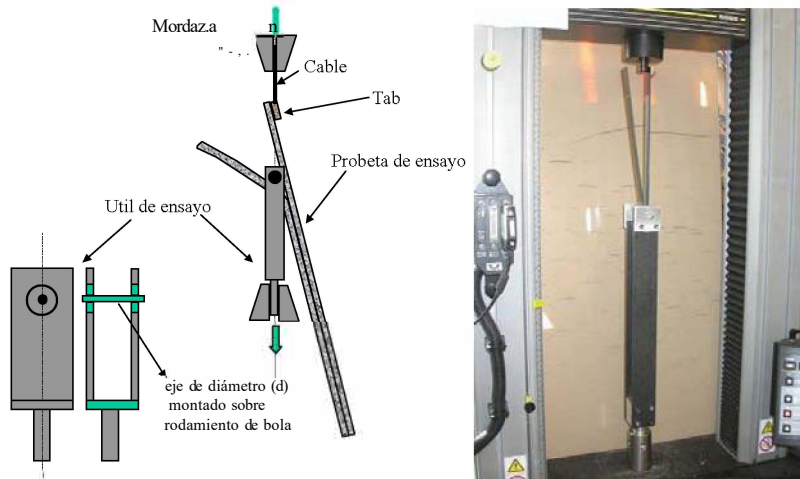 Mordaz.a n
" - , .
Cable
Tab
Probeta de ensayo
Util de ensayo
eje de diámetro (d)
montado sobre
rodamiento de bola